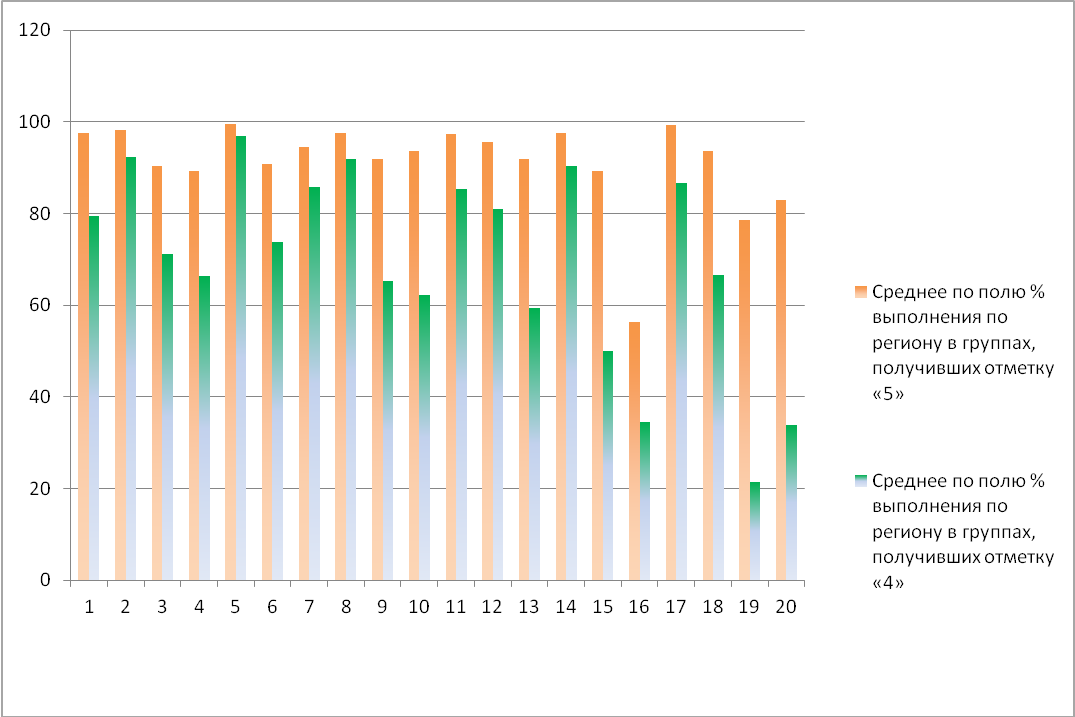 120
100
80
60
40
20
0
1 2 3 4 5 6 7 8 9 10 11 12 13 14 15 16 17 18 19 20
Среднее по полю %
выполнения по
региону в группах,
получивших отметку
«5»
Среднее по полю %
выполнения по
региону в группах,
получивших отметку
«4»